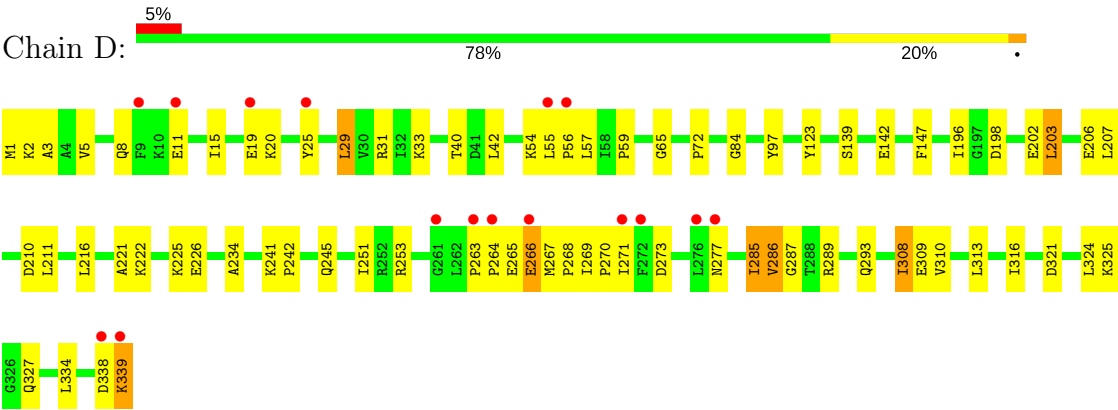 5%
Chain D:
78% 20% •
M1 K2 A3 A4 V5 Q8 F9 K10 E11 I15 E19 K20 Y25 L29 V30 R31 I32 K33 T40 D41 L42 K54 L55 P56 L57 I58 P59 G65 P72 G84 Y97 Y123 S139 E142 F147 I196 G197 D198 E202 L203 E206 L207
D210 L211 L216 A221 K222 K225 E226 A234 K241 P242 Q245 I251 R252 R253 G261 L262 P263 P264 E265 E266 M267 P268 I269 P270 I271 F272 D273 L276 N277 I285 V286 G287 T288 R289 Q293 I308 E309 V310 L313 I316 D321 L324 K325
G326 Q327 L334 D338 K339